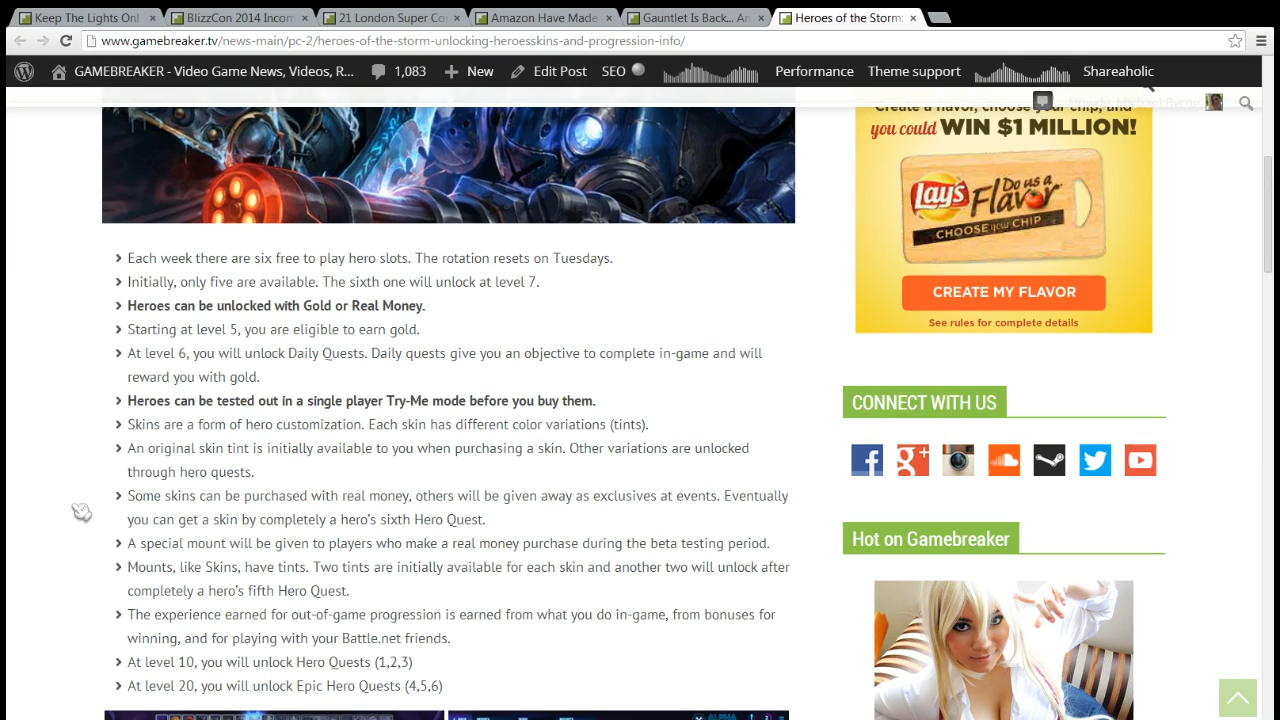 Keep The Lights Onl
BlizzCon 2014 Incom
21 London Super Co
Amazon Have Made
Gauntlet Is Back... An
Heroes of the Storm:
www.gamebreaker.tv/news-main/pc-2/heroes-of-the-storm-unlocking-heroesskins-and-progression-info/
GAMEBREAKER - Video Game News, Videos, R...
1,083
New
Edit Post
SEO
Performance
Theme support
Shareaholic
Create a flavor, choose your chip, and
you could WIN $1 MILLION!
Lay's
Do us a
Flavor
CHOOSE your CHIP
CREATE MY FLAVOR
See rules for complete details
Each week there are six free to play hero slots. The rotation resets on Tuesdays.
Initially, only five are available. The sixth one will unlock at level 7.
Heroes can be unlocked with Gold or Real Money.
Starting at level 5, you are eligible to earn gold.
At level 6, you will unlock Daily Quests. Daily quests give you an objective to complete in-game and will
reward you with gold.
Heroes can be tested out in a single player Try-Me mode before you buy them.
Skins are a form of hero customization. Each skin has different color variations (tints).
An original skin tint is initially available to you when purchasing a skin. Other variations are unlocked
through hero quests.
Some skins can be purchased with real money, others will be given away as exclusives at events. Eventually
you can get a skin by completely a hero's sixth Hero Quest.
A special mount will be given to players who make a real money purchase during the beta testing period.
Mounts, like Skins, have tints. Two tints are initially available for each skin and another two will unlock after
completely a hero's fifth Hero Quest.
The experience earned for out-of-game progression is earned from what you do in-game, from bonuses for
winning, and for playing with your Battle.net friends.
At level 10, you will unlock Hero Quests (1,2,3)
At level 20, you will unlock Epic Hero Quests (4,5,6)
CONNECT WITH US
Hot on Gamebreaker